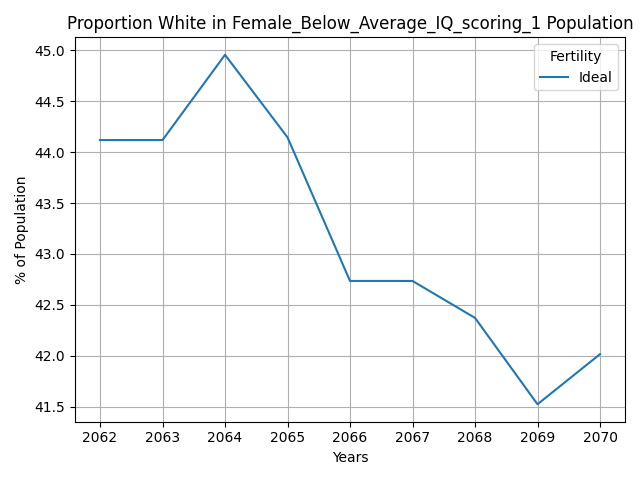 Proportion White in Female_Below_Average_IQ_scoring_1 Population
Fertility
Ideal
45.0
44.5
44.0
43.5
43.0
42.5
42.0
41.5
% of Population
2062 2063 2064 2065 2066 2067 2068 2069 2070
Years